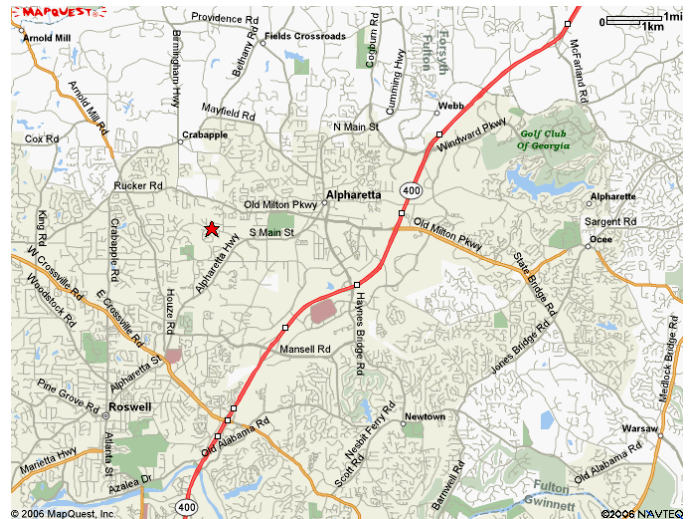 MAPQUEST
Providence Rd
0 1mi
1km
Arnold Mill
Fields Crossroads
Birmingham Hwy
Bethany Rd
Cogburn Rd
Cumming Hwy
Forsyth
Fulton
McFarland Rd
Arnold Mill Rd
Mayfield Rd
Webb
Cox Rd
Crabapple
N Main St
Windward Pkwy
Golf Club
Of Georgia
Rucker Rd
Alpharetta
400
Old Milton Pkwy
Alpharette
King Rd
Crabapple Rd
S Main St
Old Milton Pkwy
Sargent Rd
Ocee
Alpharetta Hwy
W Crossville Rd
Woodstock Rd
E Crossville Rd
Houze Rd
State Bridge Rd
Haynes Bridge Rd
Mansell Rd
Jones Bridge Rd
Medlock Bridge Rd
Alpharetta St
Pine Grove Rd
Roswell
Newtown
Nesbit Ferry Rd
Warsaw
Old Alabama Rd
Atlanta St
Marietta Hwy
Scott Rd
Old Alabama Rd
Barnwell Rd
Azalea Dr
Fulton
Gwinnett
400
© 2006 MapQuest, Inc
©2006 NAVTEQ